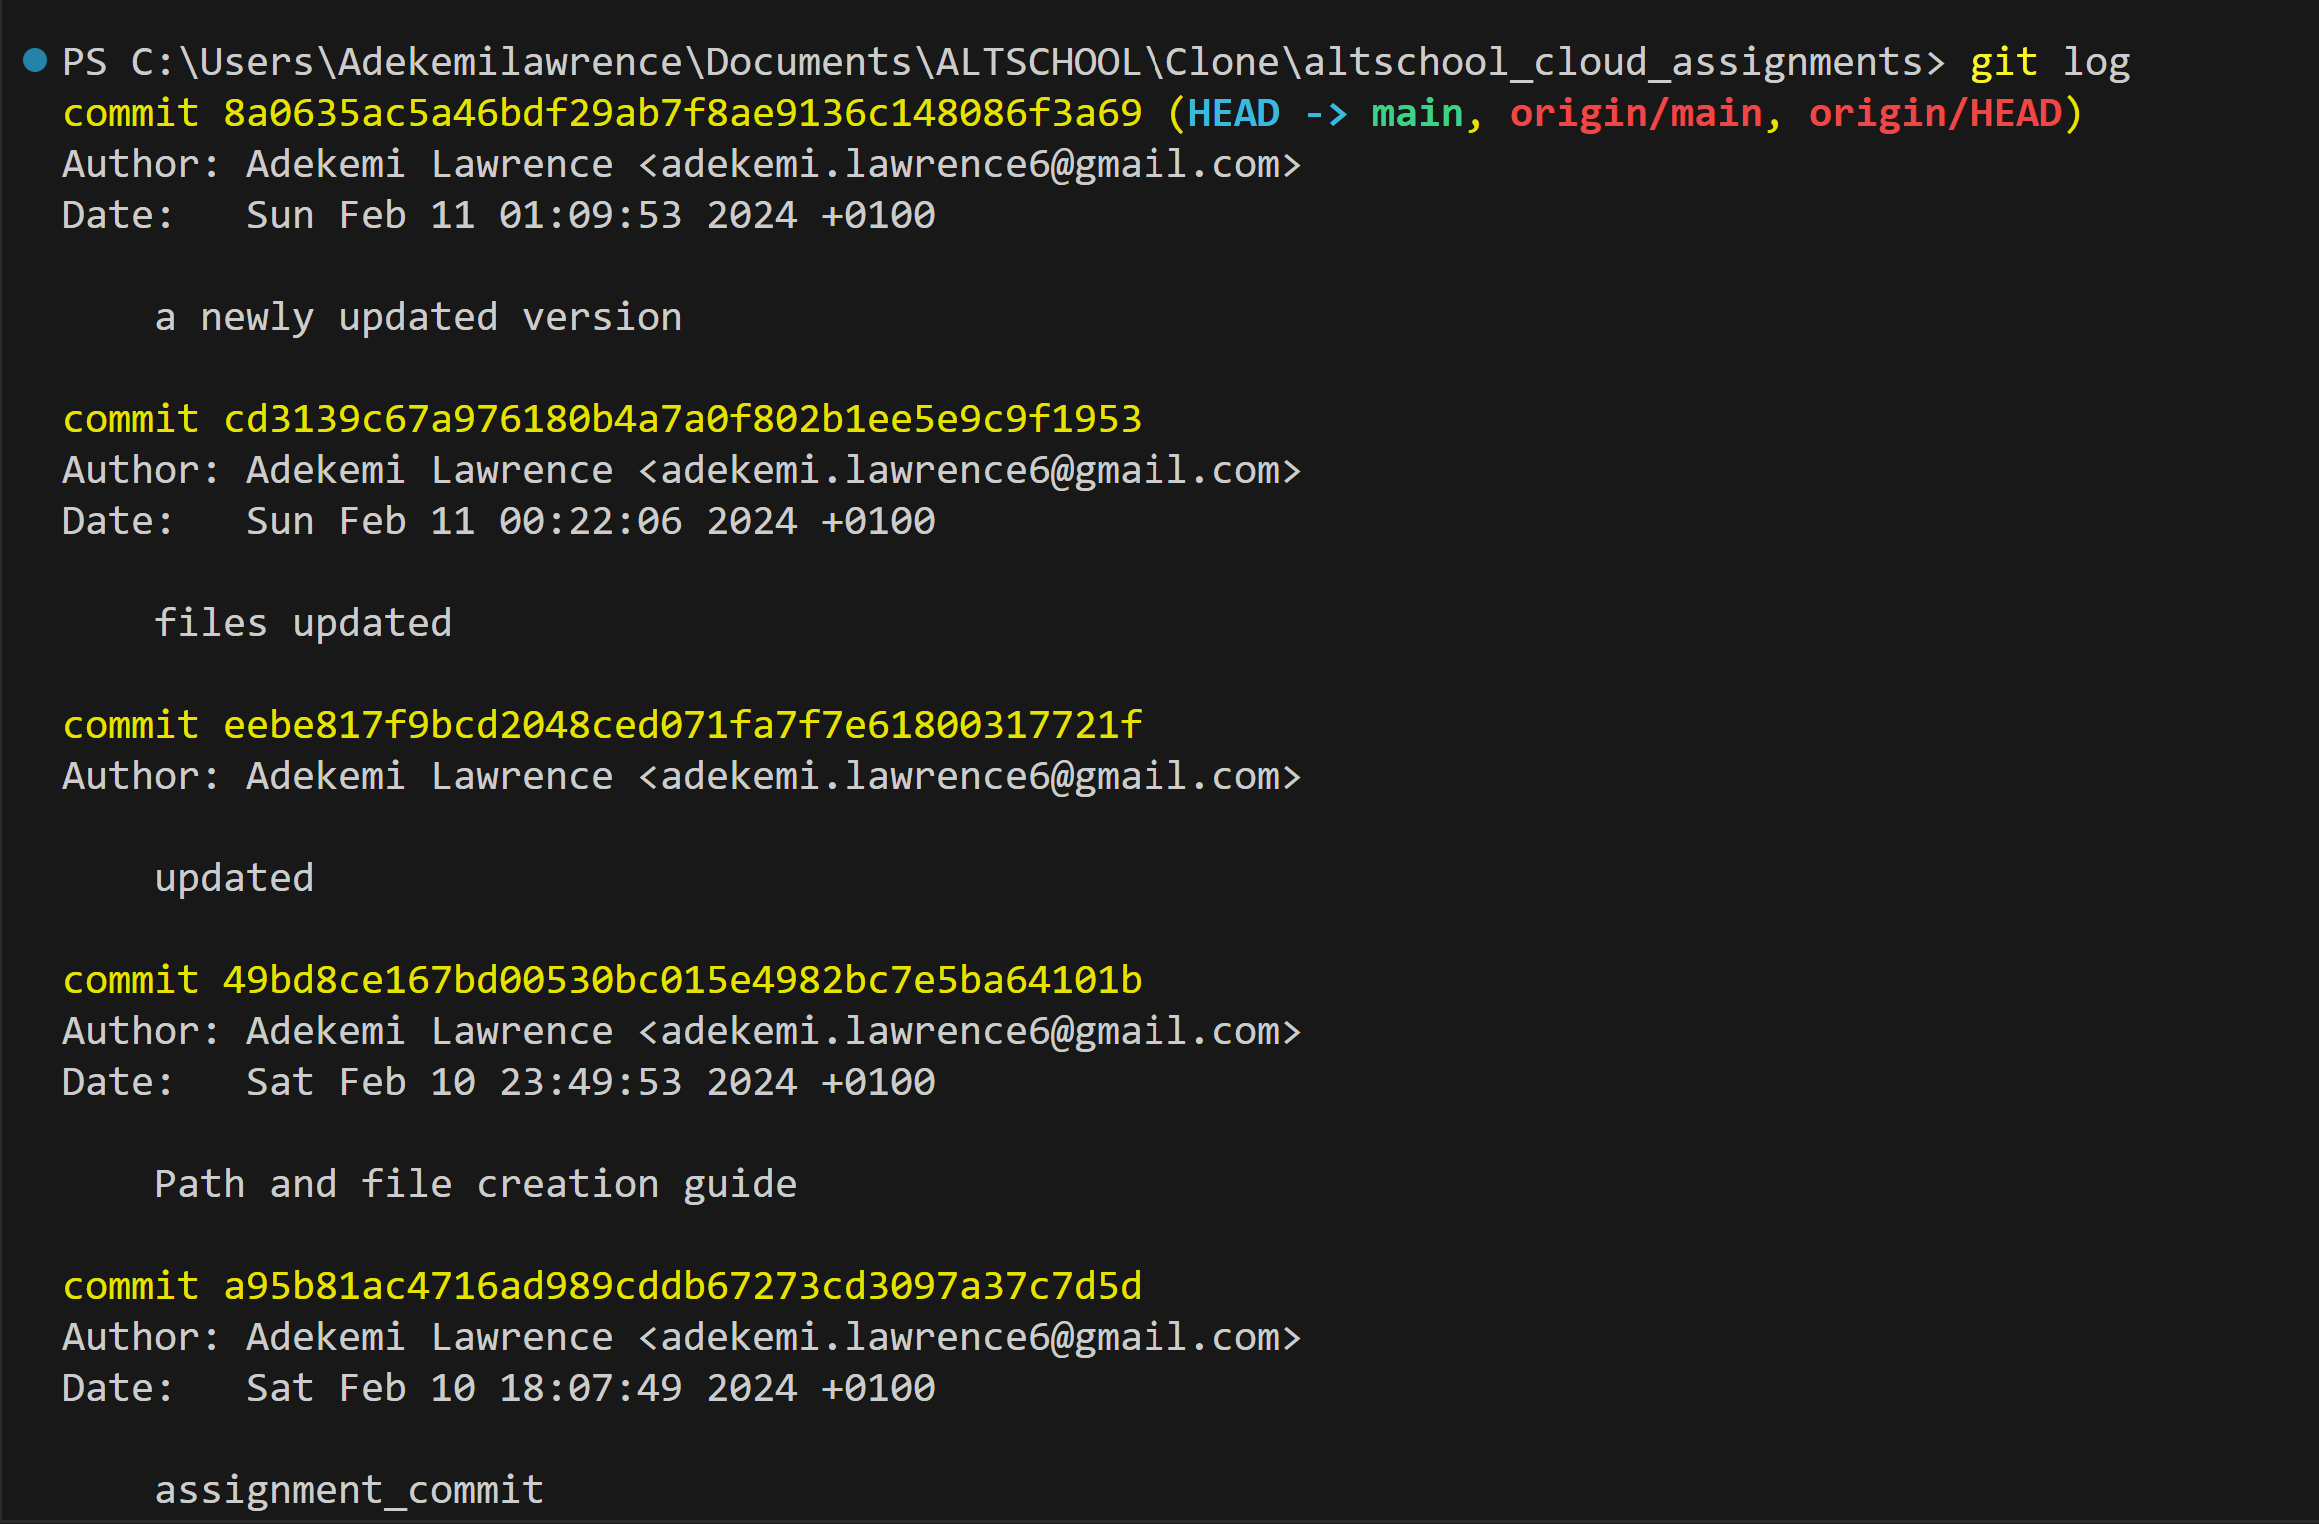 PS C:\Users\Adekemilawrence\Documents\ALTSCHOOL\Clone\altschool_cloud_assignments> git log
commit 8a0635ac5a46bdf29ab7f8ae9136c148086f3a69 (HEAD -> main, origin/main, origin/HEAD)
Author: Adekemi Lawrence <adekemi.lawrence6@gmail.com>
Date:   Sun Feb 11 01:09:53 2024 +0100
a newly updated version
commit cd3139c67a976180b4a7a0f802b1ee5e9c9f1953
Author: Adekemi Lawrence <adekemi.lawrence6@gmail.com>
Date:   Sun Feb 11 00:22:06 2024 +0100
files updated
commit eebe817f9bcd2048ced071fa7f7e61800317721f
Author: Adekemi Lawrence <adekemi.lawrence6@gmail.com>
updated
commit 49bd8ce167bd00530bc015e4982bc7e5ba64101b
Author: Adekemi Lawrence <adekemi.lawrence6@gmail.com>
Date:   Sat Feb 10 23:49:53 2024 +0100
Path and file creation guide
commit a95b81ac4716ad989cddb67273cd3097a37c7d5d
Author: Adekemi Lawrence <adekemi.lawrence6@gmail.com>
Date:   Sat Feb 10 18:07:49 2024 +0100
assignment_commit